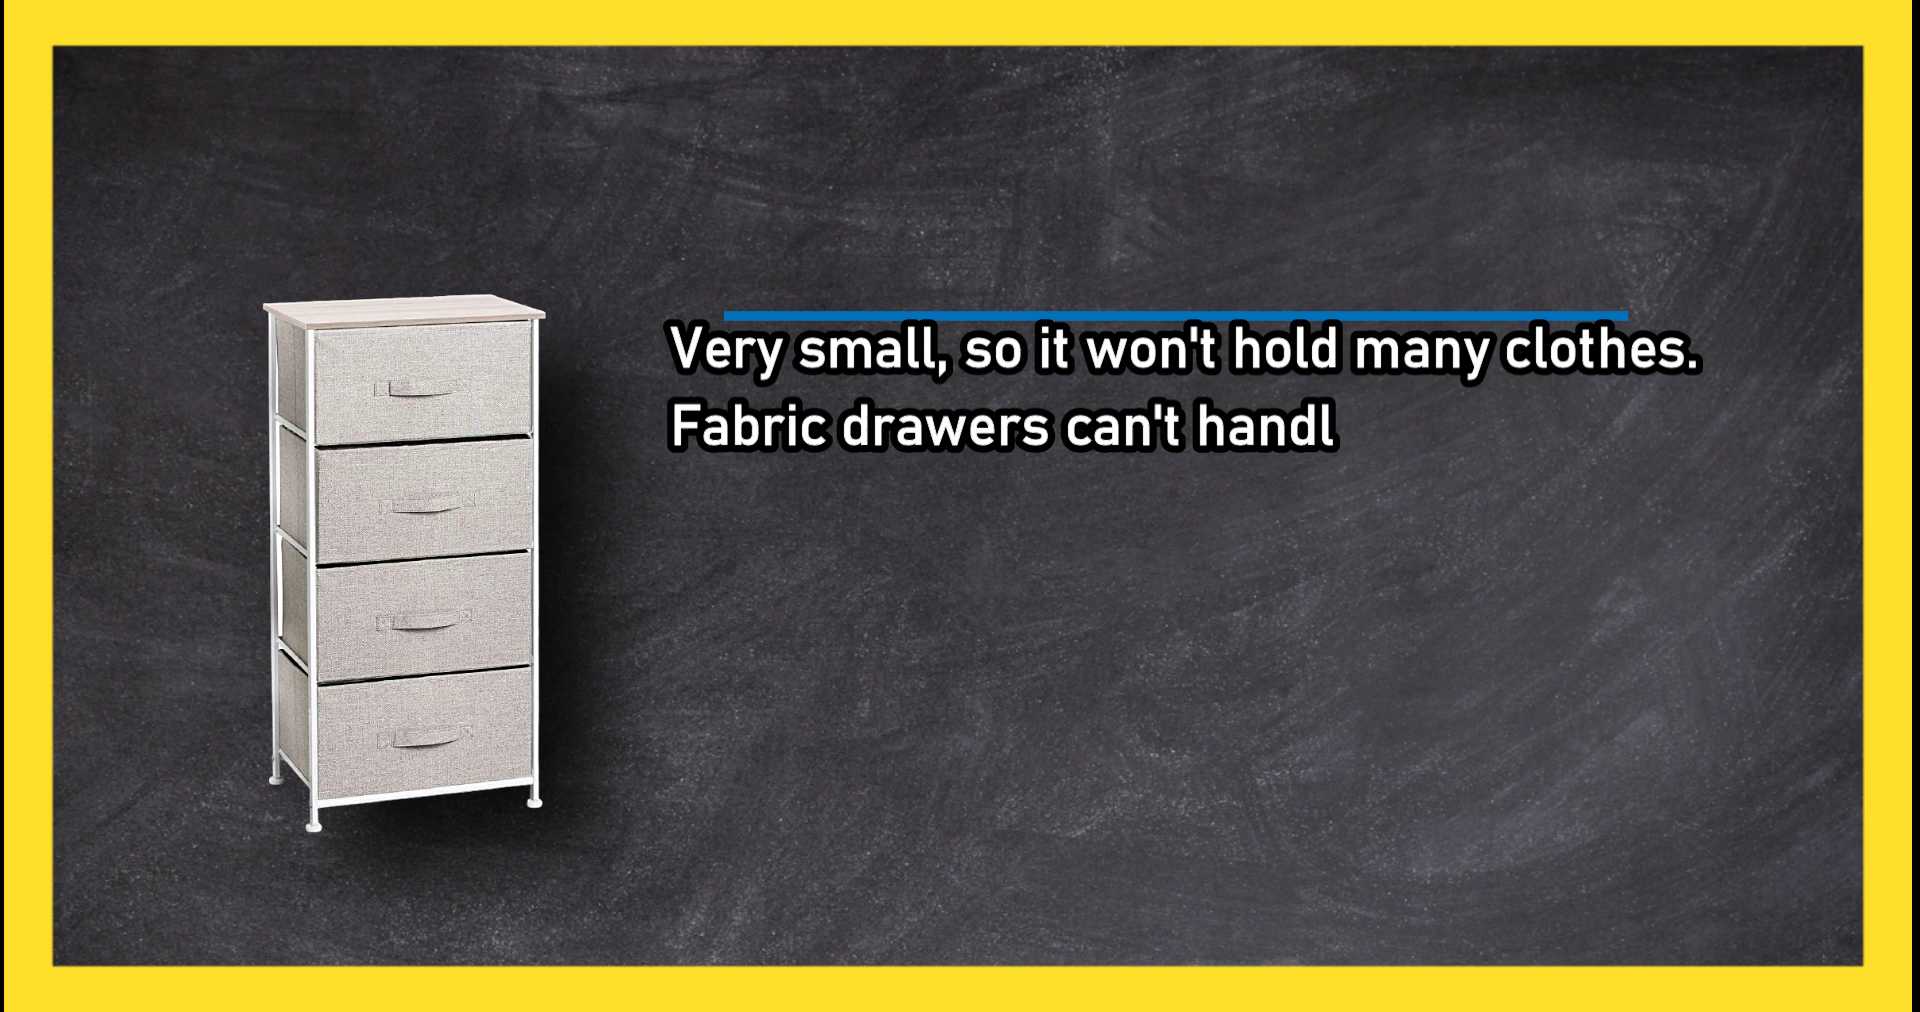 Very small, so it won't hold many clothes.
Fabric drawers can't handl